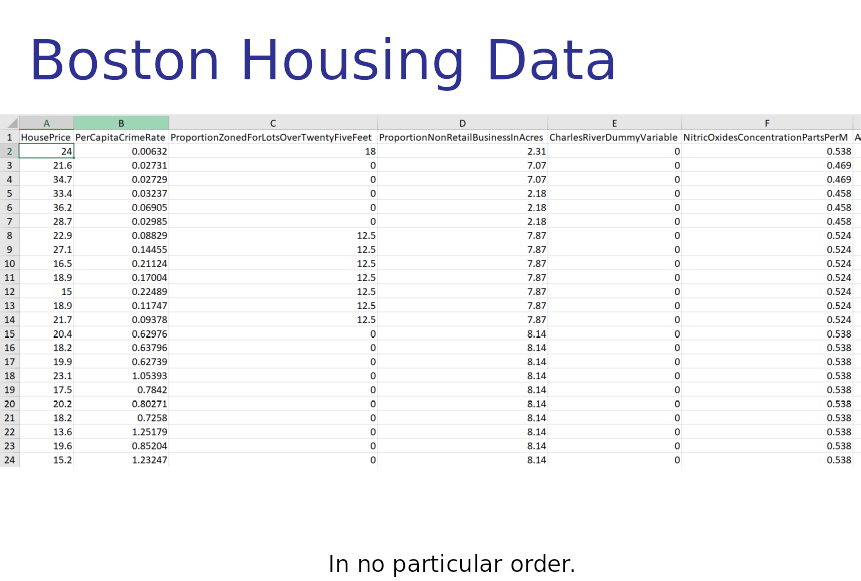 Boston Housing Data
A B C D E F
1 HousePrice PerCapitaCrimeRate ProportionZonedForLotsOverTwentyFiveFeet ProportionNonRetailBusinessInAcres CharlesRiverDummyVariable NitricOxidesConcentrationPartsPerM A
2 24 0.00632 18 2.31 0 0.538
3 21.6 0.02731 0 7.07 0 0.469
4 34.7 0.02729 0 7.07 0 0.469
5 33.4 0.03237 0 2.18 0 0.458
6 36.2 0.06905 0 2.18 0 0.458
7 28.7 0.02985 0 2.18 0 0.458
8 22.9 0.08829 12.5 7.87 0 0.524
9 27.1 0.14455 12.5 7.87 0 0.524
10 16.5 0.21124 12.5 7.87 0 0.524
11 18.9 0.17004 12.5 7.87 0 0.524
12 15 0.22489 12.5 7.87 0 0.524
13 18.9 0.11747 12.5 7.87 0 0.524
14 21.7 0.09378 12.5 7.87 0 0.524
15 20.4 0.62976 0 8.14 0 0.538
16 18.2 0.63796 0 8.14 0 0.538
17 19.9 0.62739 0 8.14 0 0.538
18 23.1 1.05393 0 8.14 0 0.538
19 17.5 0.7842 0 8.14 0 0.538
20 20.2 0.80271 0 8.14 0 0.538
21 18.2 0.7258 0 8.14 0 0.538
22 13.6 1.25179 0 8.14 0 0.538
23 19.6 0.85204 0 8.14 0 0.538
24 15.2 1.23247 0 8.14 0 0.538
In no particular order.